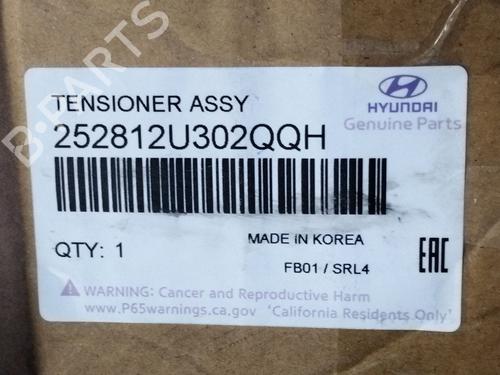 B-PARTS
TENSIONER ASSY
HYUNDAI
Genuine Parts
252812U302QQH
QTY: 1
MADE IN KOREA
FB01 / SRL4
EAC
WARNING: Cancer and Reproductive Harm
www.P65warnings.ca.gov 'California Residents Only'